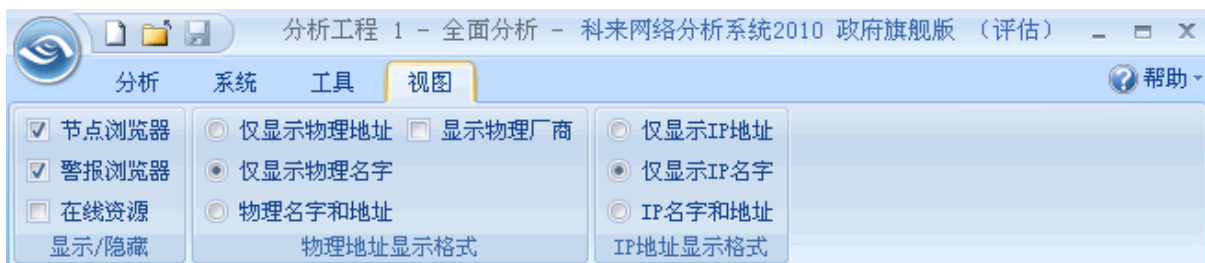 分析工程 1 - 全面分析 - 科来网络分析系统2010 政府旗舰版 （评估）
分析 系统 工具 视图 帮助
节点浏览器 仅显示物理地址 显示物理厂商 仅显示IP地址
警报浏览器 仅显示物理名字 仅显示IP名字
在线资源 物理名字和地址 IP名字和地址
显示/隐藏 物理地址显示格式 IP地址显示格式